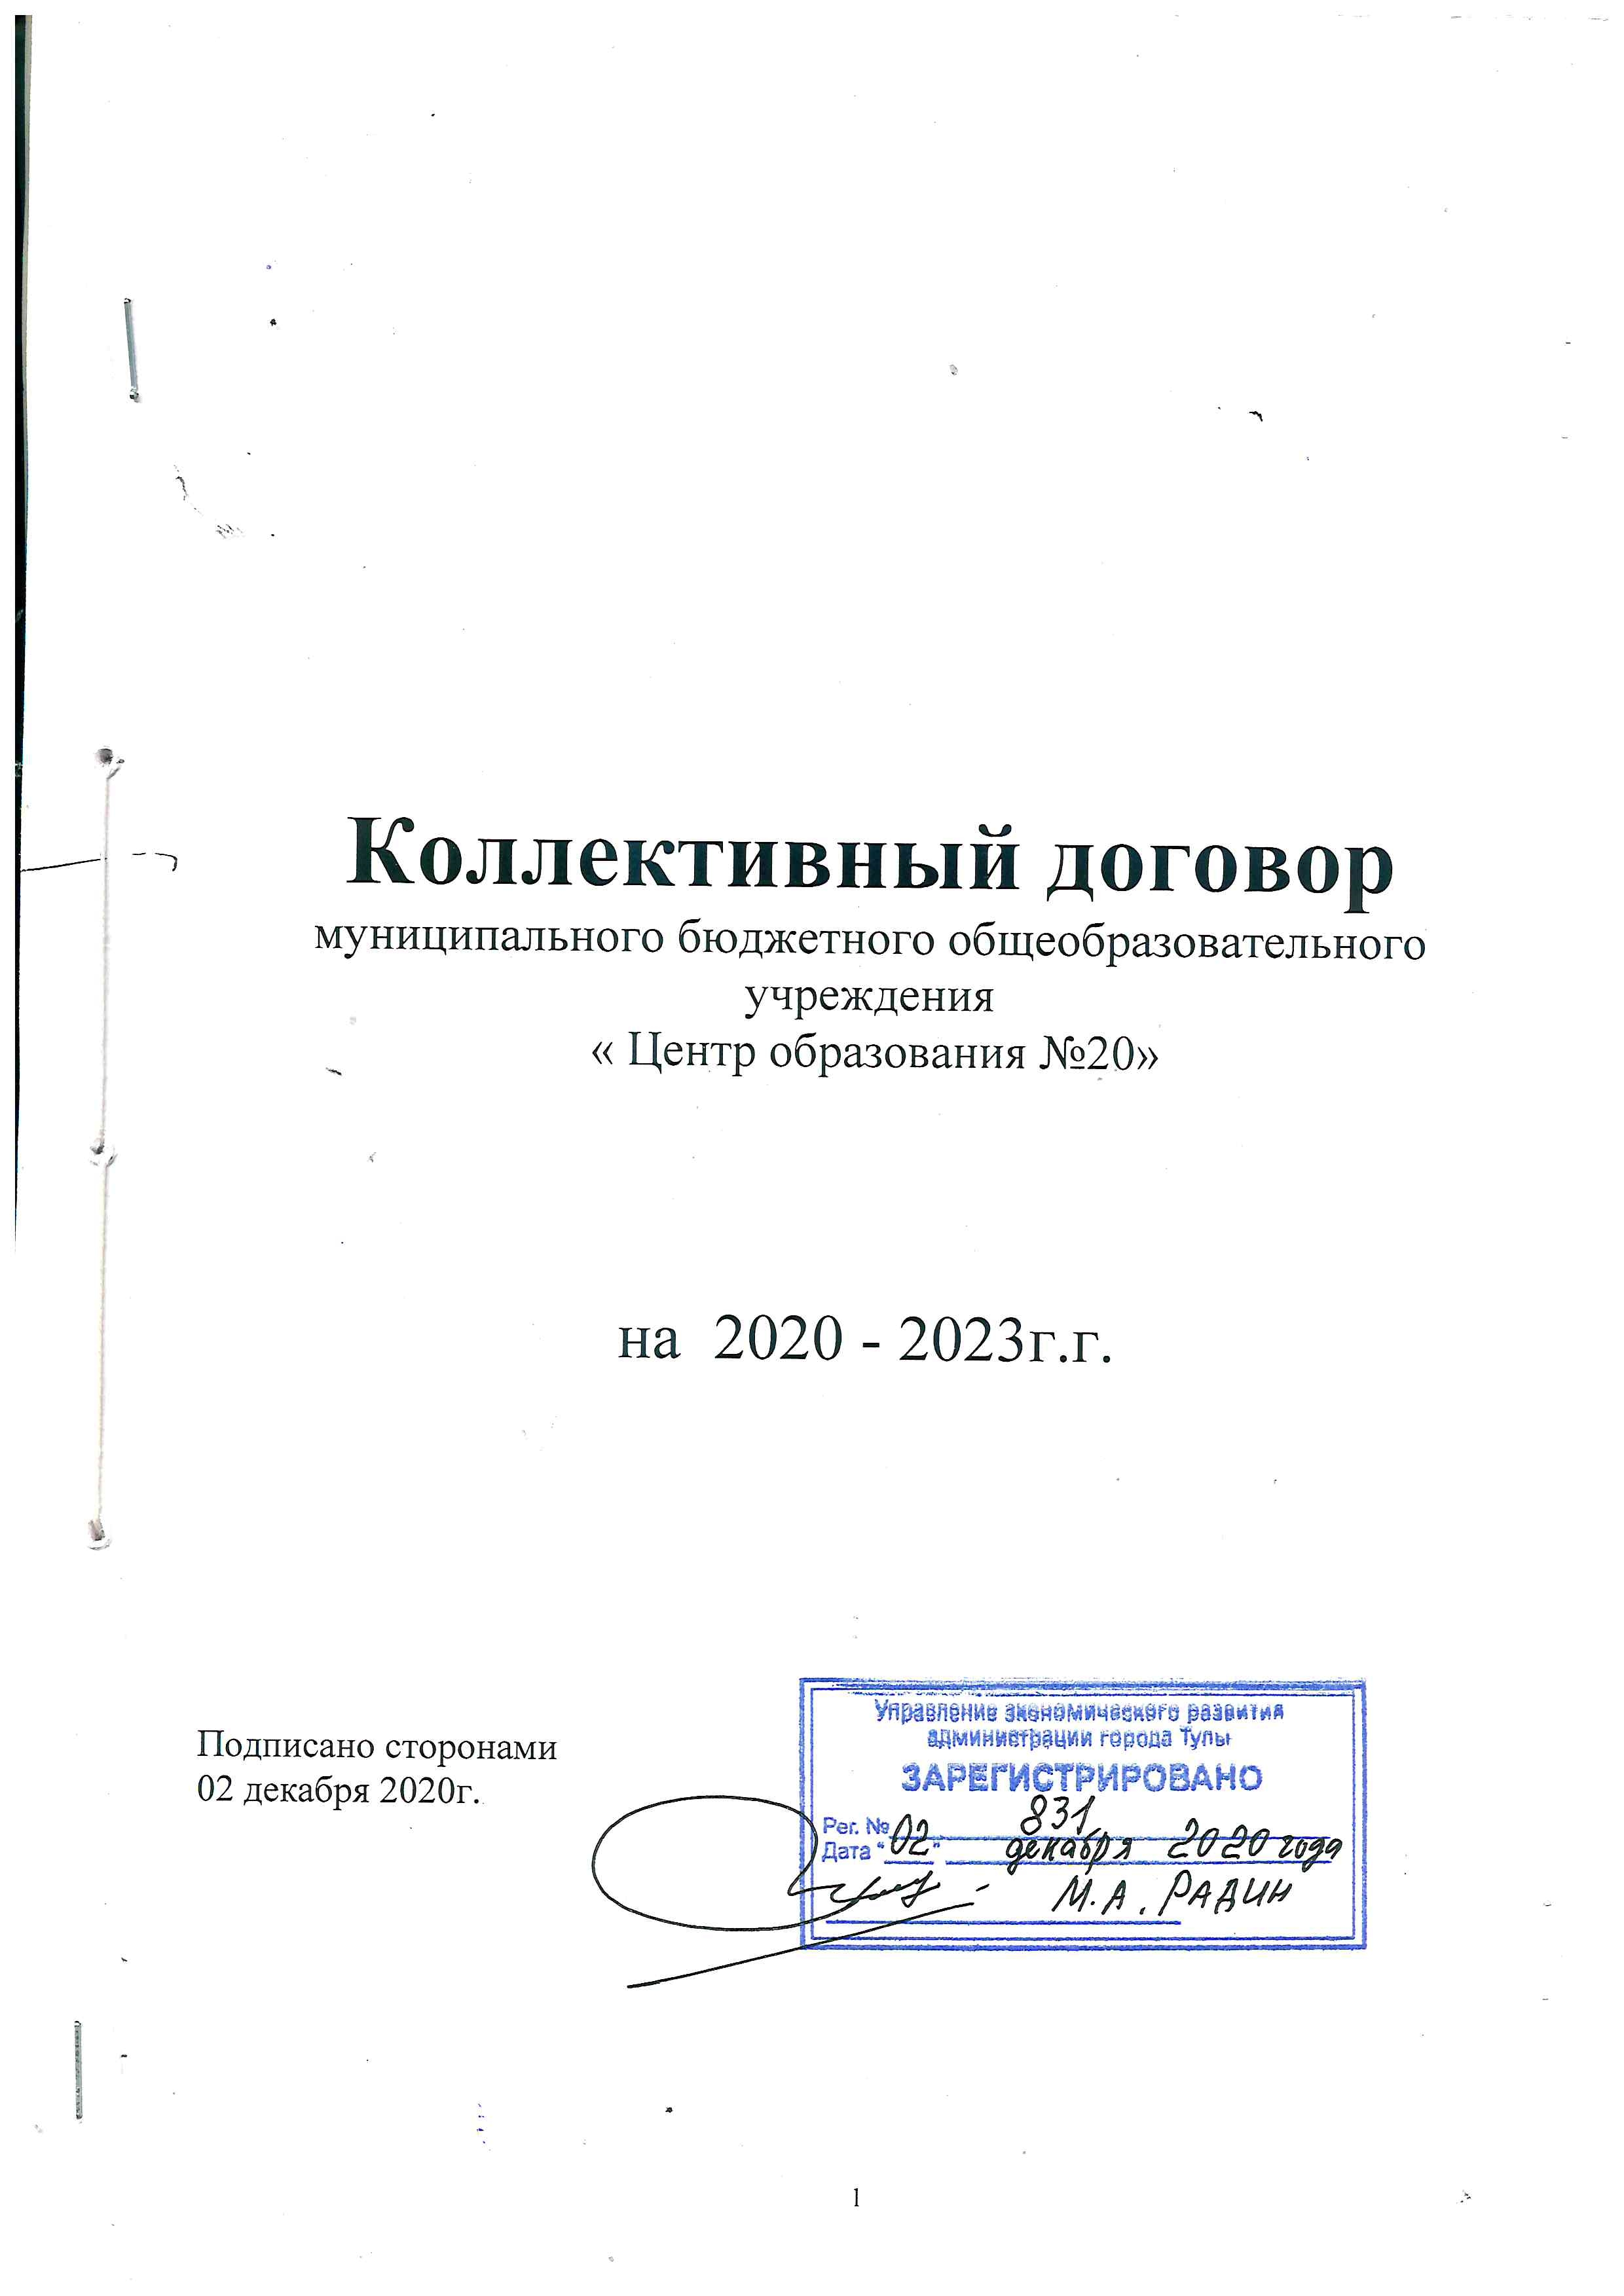 Коллективный договор
муниципального бюджетного общеобразовательного
учреждения
« Центр образования №20»
на 2020 - 2023г.г.
Подписано сторонами
02 декабря 2020г.
Управление экономического развития
администрации города Тулы
ЗАРЕГИСТРИРОВАНО
Рег. № 831
Дата "02" декабря 2020 года
М.А. РАДИН
1